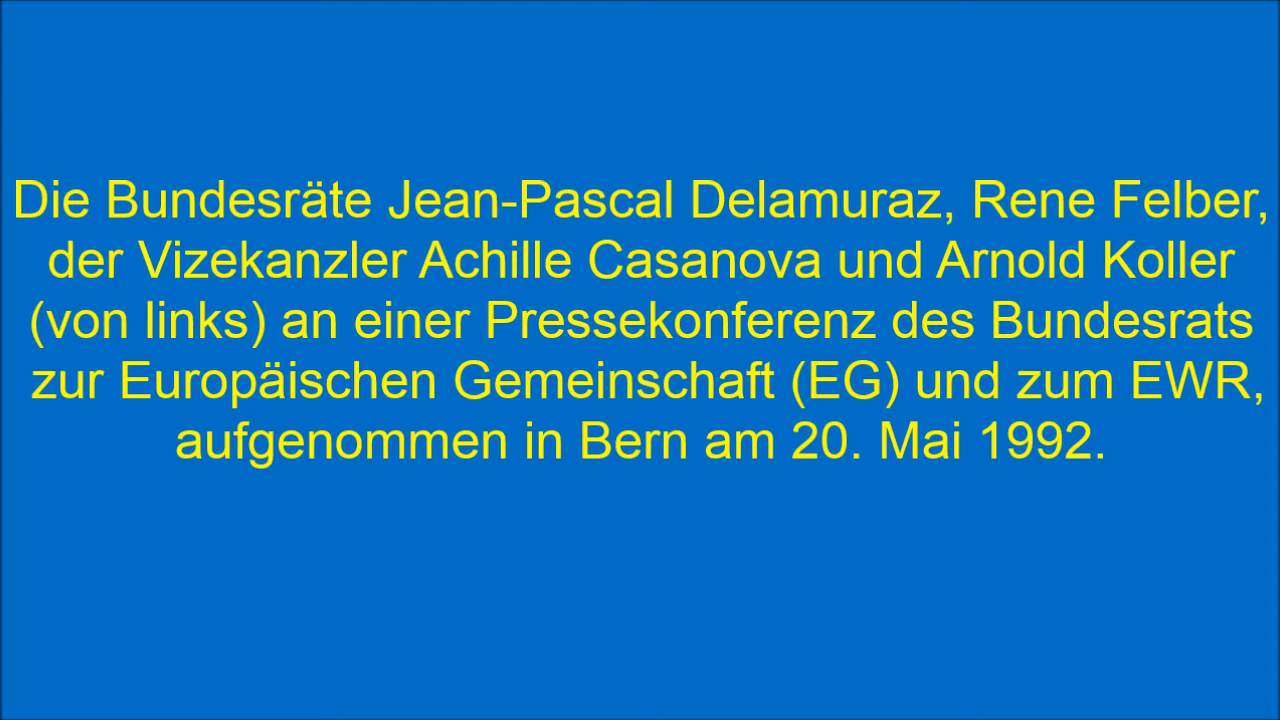 Die Bundesräte Jean-Pascal Delamuraz, Rene Felber,
der Vizekanzler Achille Casanova und Arnold Koller
(von links) an einer Pressekonferenz des Bundesrats
zur Europäischen Gemeinschaft (EG) und zum EWR,
aufgenommen in Bern am 20. Mai 1992.